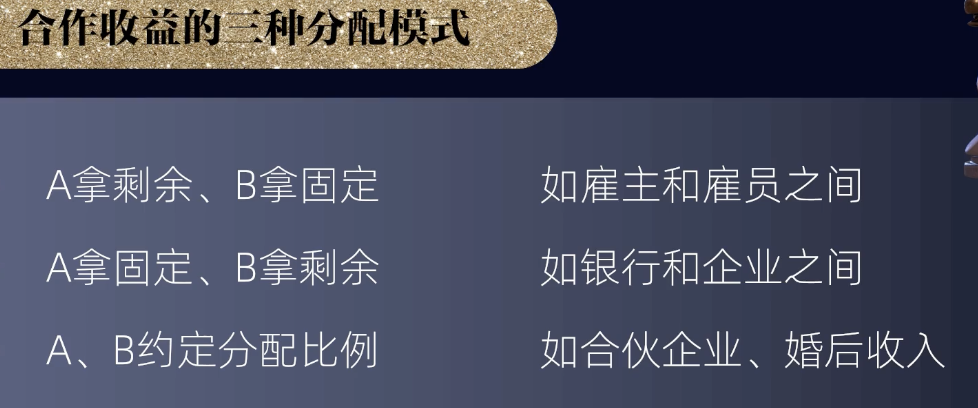 合作收益的三种分配模式
A拿剩余、B拿固定 如雇主和雇员之间
A拿固定、B拿剩余 如银行和企业之间
A、B约定分配比例 如合伙企业、婚后收入